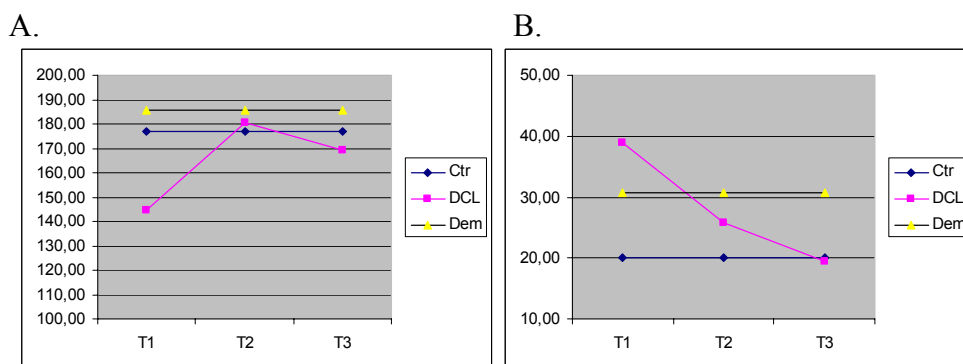 A.
200,00
190,00
180,00
170,00
160,00
150,00
140,00
130,00
120,00
110,00
100,00
T1 T2 T3
Ctr
DCL
Dem
B.
50,00
40,00
30,00
20,00
10,00
T1 T2 T3
Ctr
DCL
Dem